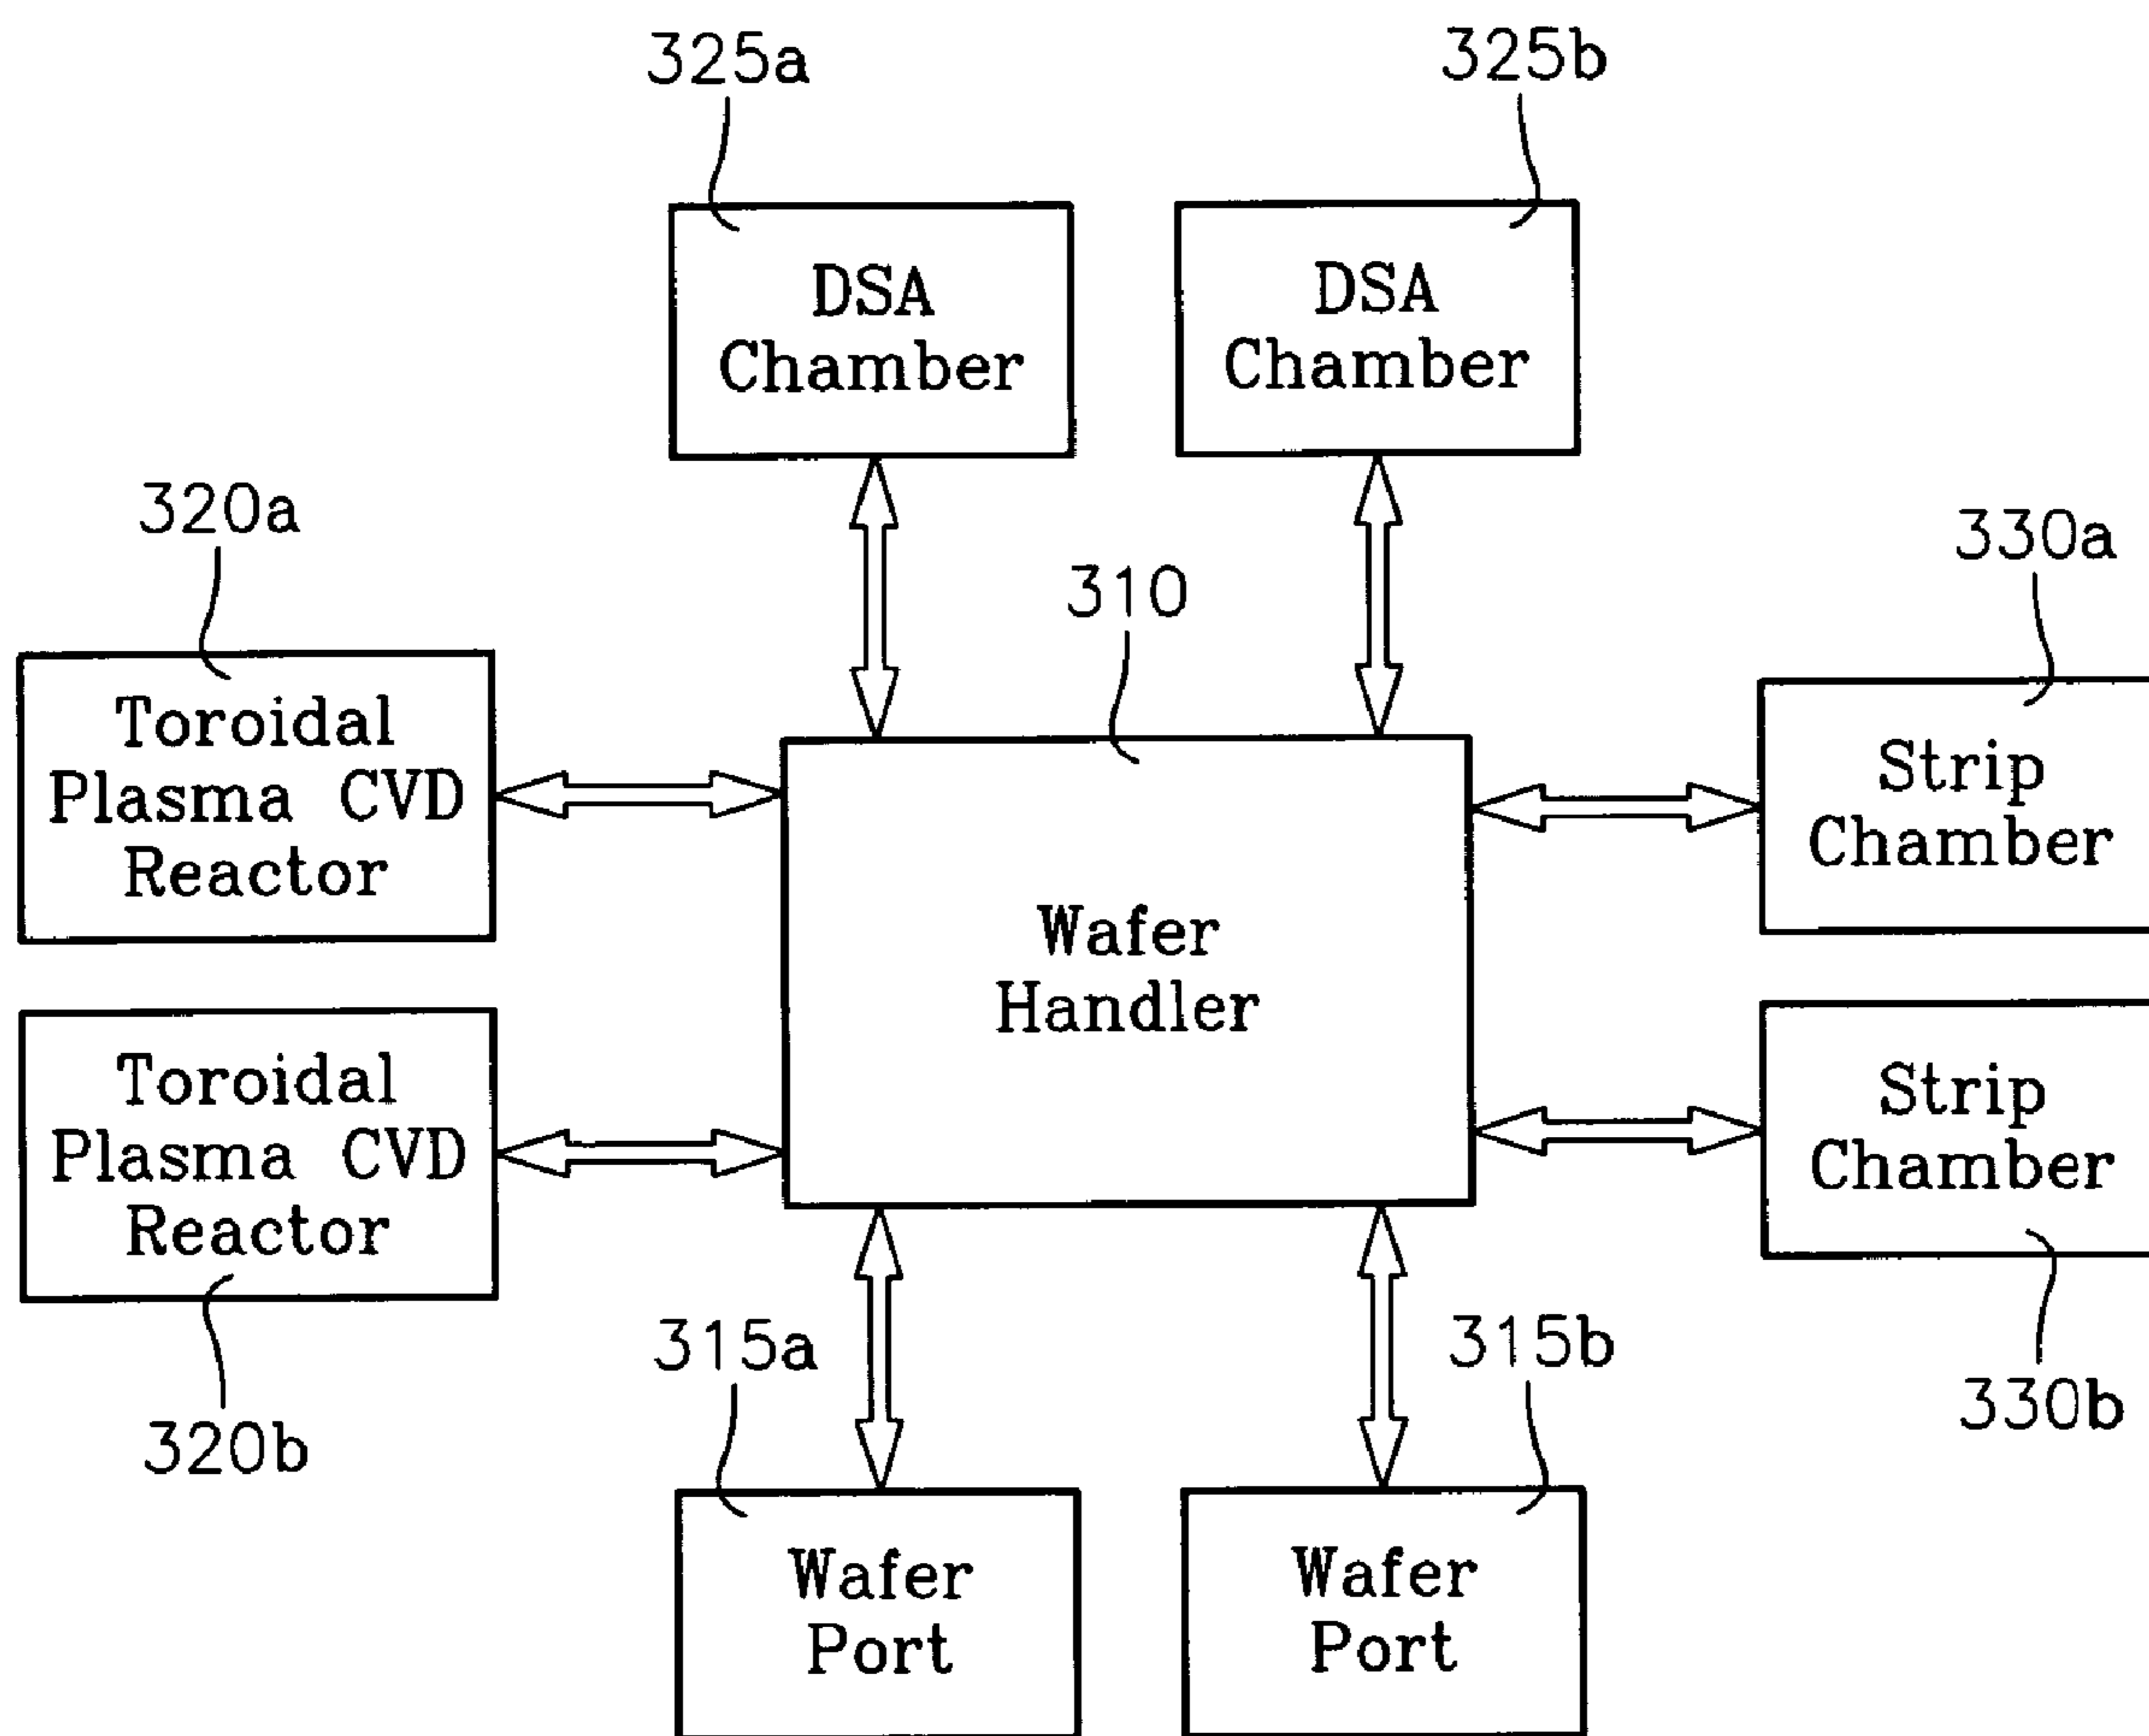 325a
325b
DSA
Chamber
DSA
Chamber
320a
310
330a
Toroidal
Plasma CVD
Reactor
Strip
Chamber
Wafer
Handler
Toroidal
Plasma CVD
Reactor
Strip
Chamber
320b
315a
315b
330b
Wafer
Port
Wafer
Port